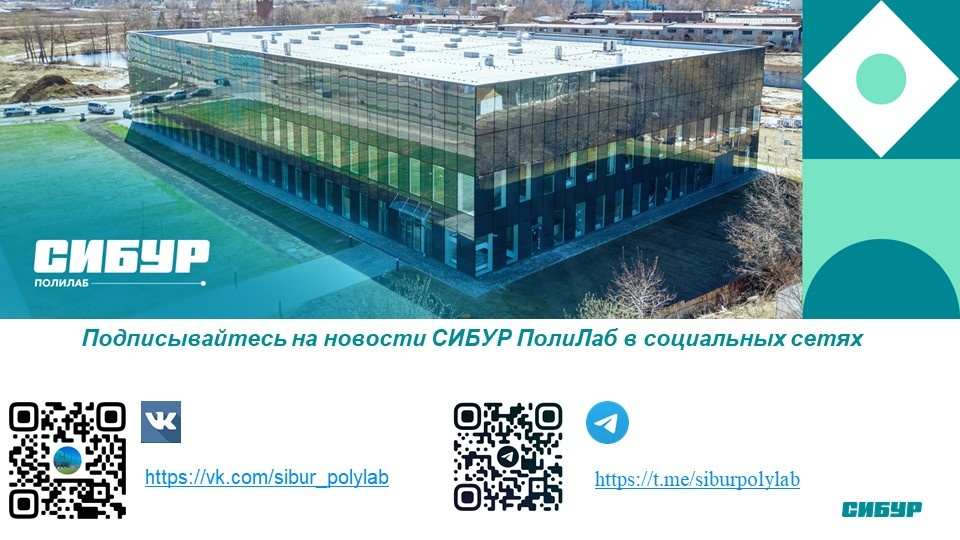 СИБУР
ПОЛИЛАБ
Подписывайтесь на новости СИБУР ПолиЛаб в социальных сетях
https://vk.com/sibur_polylab
https://t.me/siburpolylab
СИБУР